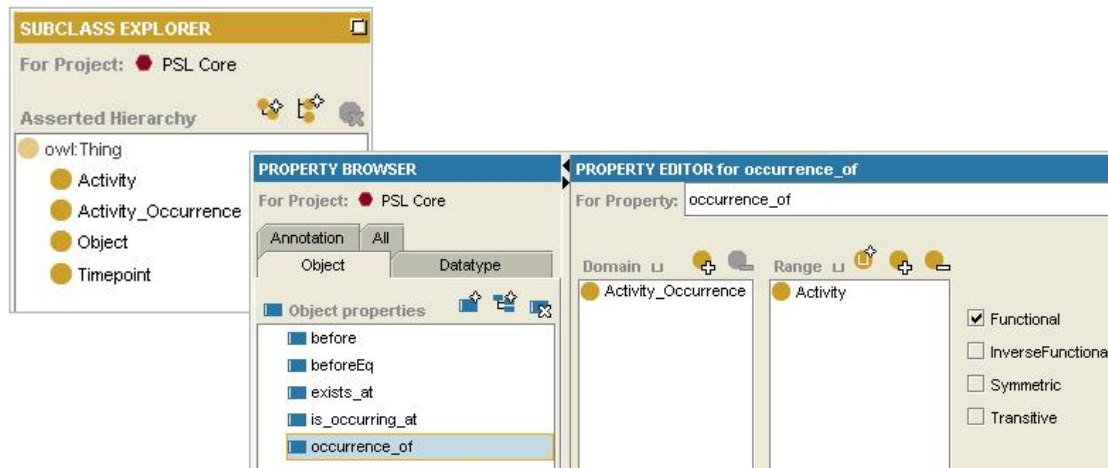 SUBCLASS EXPLORER
For Project: PSL Core
Asserted Hierarchy
owl:Thing
Activity
Activity_Occurrence
Object
Timepoint
PROPERTY BROWSER
For Project: PSL Core
Annotation All
Object Datatype
Object properties
before
beforeEq
exists_at
is_occurring_at
occurrence_of
PROPERTY EDITOR for occurrence_of
For Property: occurrence_of
Domain ⊔ Range ⊔
Activity_Occurrence Activity
Functional
InverseFunctiona
Symmetric
Transitive